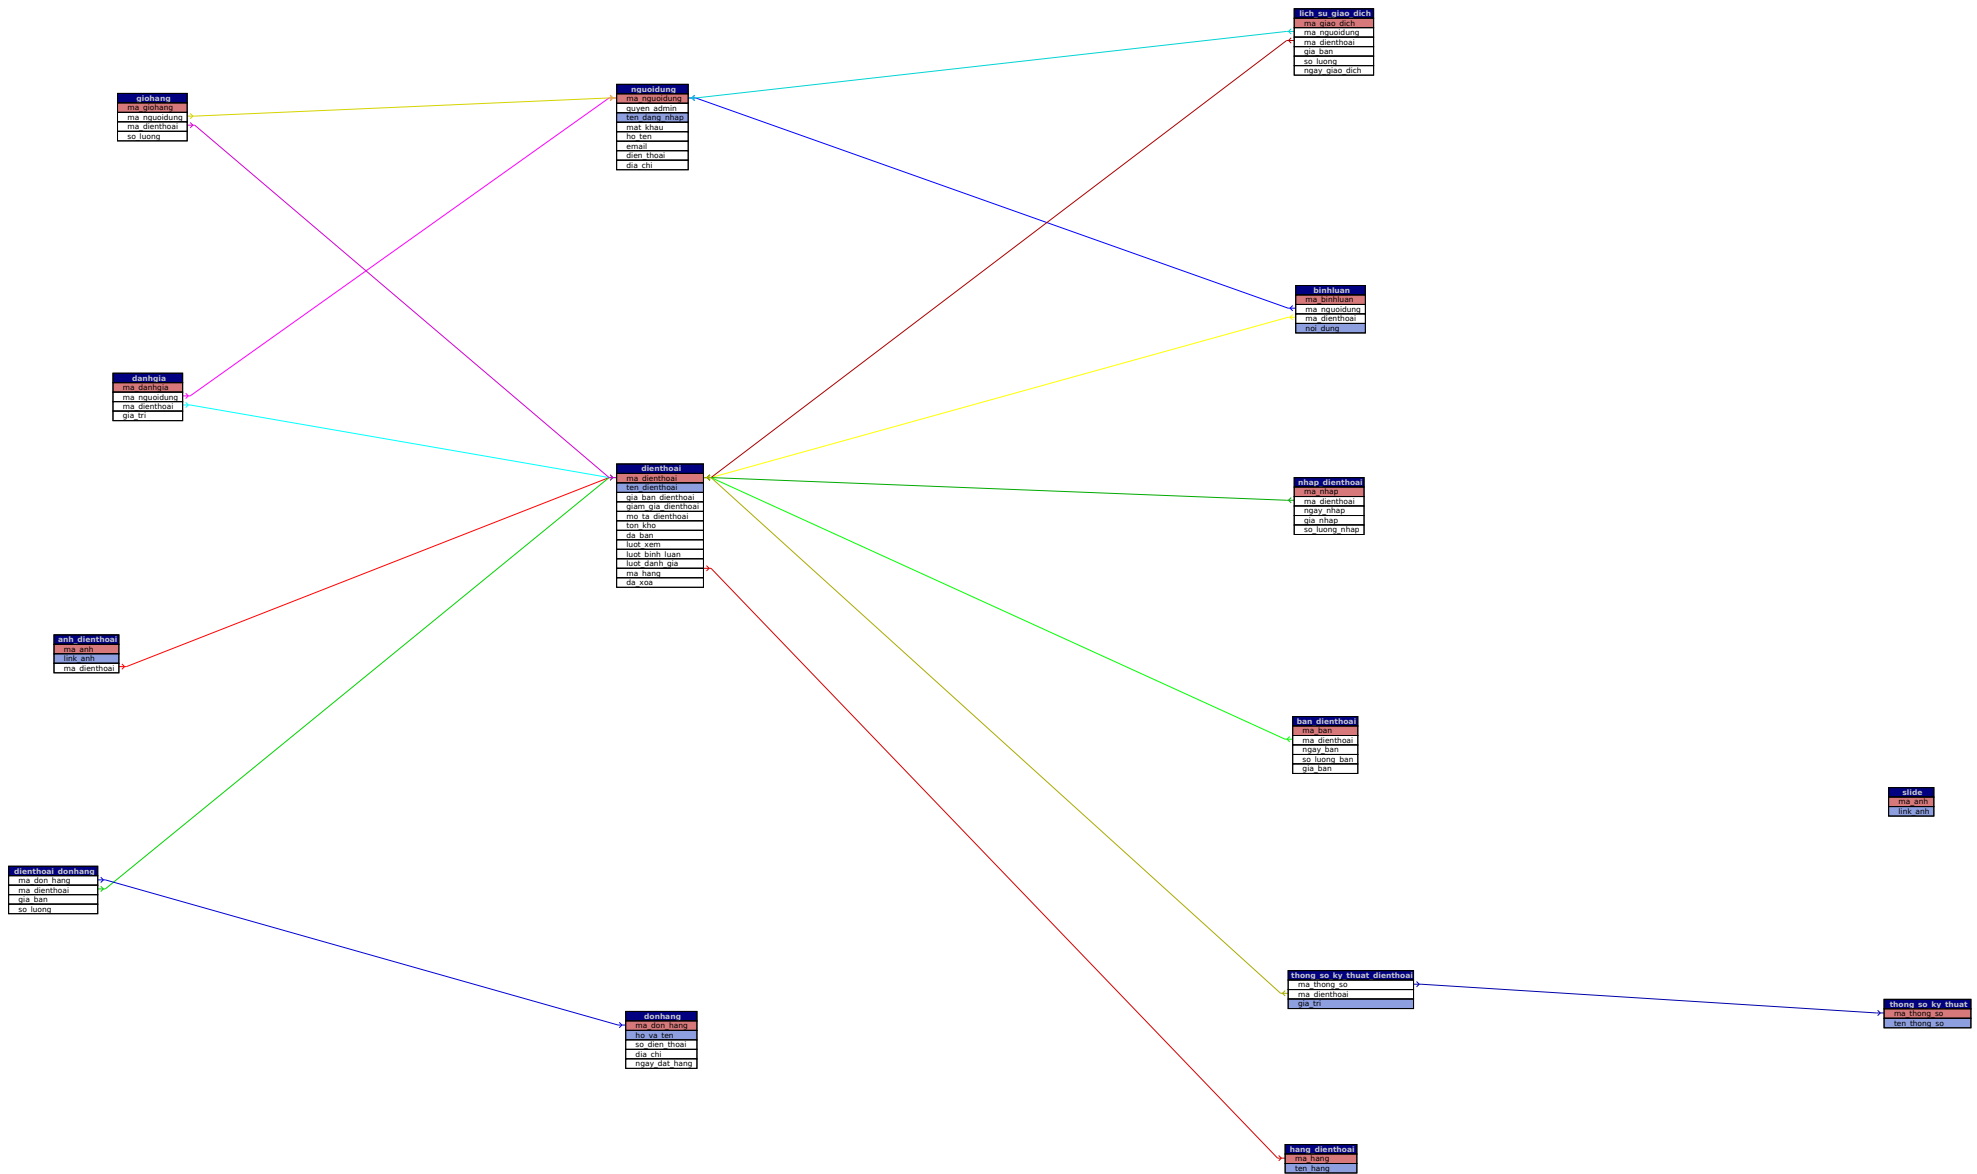 lich_su_giao_dich
ma_giao_dich
ma_nguoidung
ma_dienthoai
gia_ban
so_luong
ngay_giao_dich
giohang
ma_giohang
ma_nguoidung
ma_dienthoai
so_luong
nguoidung
ma_nguoidung
quyen_admin
ten_dang_nhap
mat_khau
ho_ten
email
dien_thoai
dia_chi
binhluan
ma_binhluan
ma_nguoidung
ma_dienthoai
noi_dung
danhgia
ma_danhgia
ma_nguoidung
ma_dienthoai
gia_tri
dienthoai
ma_dienthoai
ten_dienthoai
gia_ban_dienthoai
giam_gia_dienthoai
mo_ta_dienthoai
ton_kho
da_ban
luot_xem
luot_binh_luan
luot_danh_gia
ma_hang
da_xoa
nhap_dienthoai
ma_nhap
ma_dienthoai
ngay_nhap
gia_nhap
so_luong_nhap
anh_dienthoai
ma_anh
link_anh
ma_dienthoai
ban_dienthoai
ma_ban
ma_dienthoai
ngay_ban
so_luong_ban
gia_ban
slide
ma_anh
link_anh
dienthoai_donhang
ma_don_hang
ma_dienthoai
gia_ban
so_luong
thong_so_ky_thuat_dienthoai
ma_thong_so
ma_dienthoai
gia_tri
thong_so_ky_thuat
ma_thong_so
ten_thong_so
donhang
ma_don_hang
ho_va_ten
so_dien_thoai
dia_chi
ngay_dat_hang
hang_dienthoai
ma_hang
ten_hang